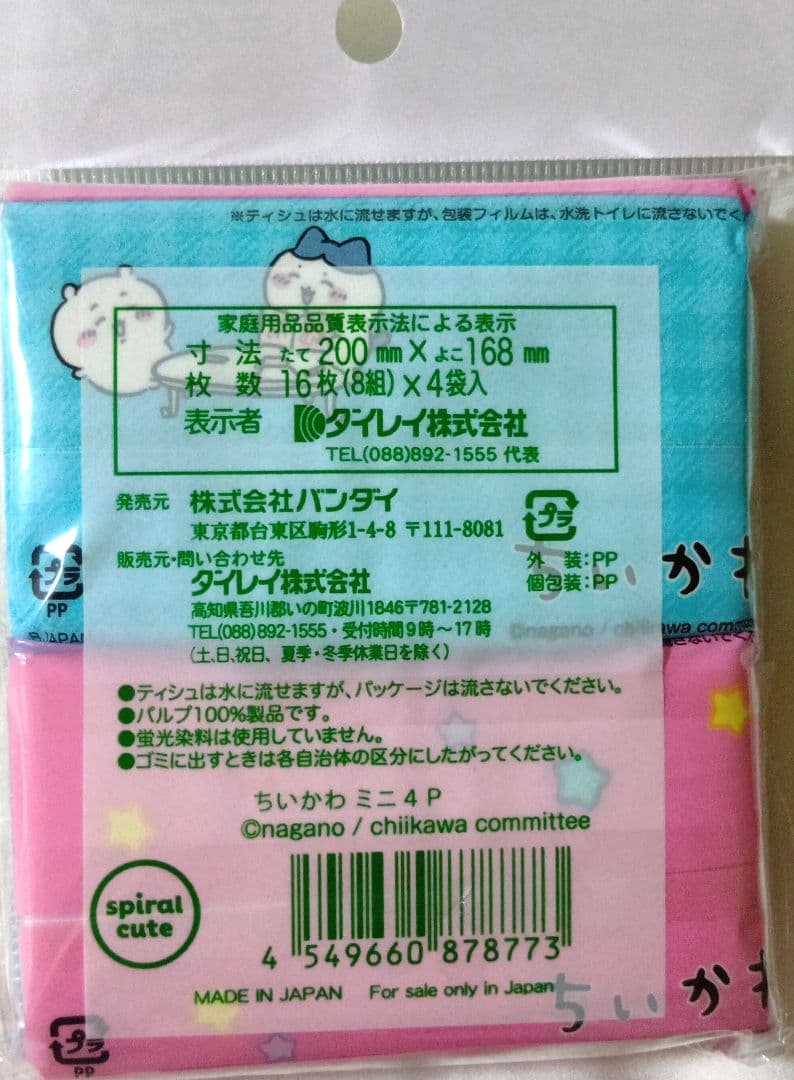 ※ティシュは水に流せますが、包装フィルムは、水洗トイレに流さないでく
家庭用品品質表示法による表示
寸法 たて200mm×よこ168mm
枚数 16枚(8組)×4袋入
表示者 ダイレイ株式会社
TEL(088)892-1555 代表
発売元 株式会社バンダイ
東京都台東区駒形1-4-8 〒111-8081
プラ
外装:PP
個包装:PP
販売元・問い合わせ先
ダイレイ株式会社
高知県吾川郡いの町波川1846〒781-2128
TEL(088)892-1555・受付時間9時〜17時
(土、日、祝日、夏季・冬季休業日を除く)
プラ
PP
ちいかわ
©nagano / chiikawa committee
●ティシュは水に流せますが、パッケージは流さないでください。
●パルプ100%製品です。
●蛍光染料は使用していません。
●ゴミに出すときは各自治体の区分にしたがってください。
ちいかわ ミニ4P
©nagano / chiikawa committee
spiral
cute
4 549660 878773
MADE IN JAPAN For sale only in Japan
ちいかわ
プラ
PP